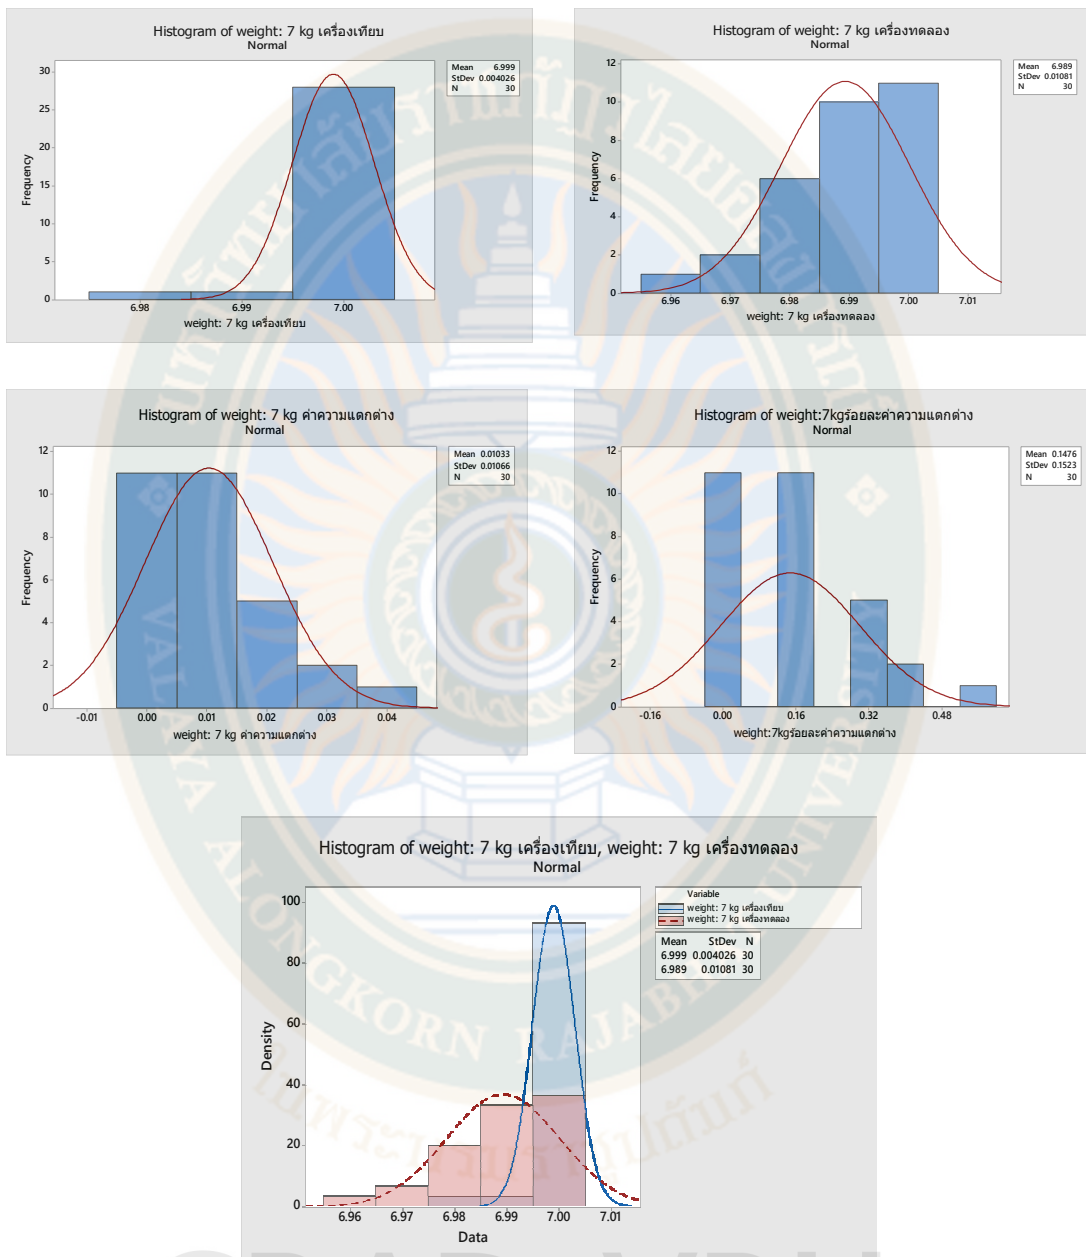 Histogram of weight: 7 kg เครื่องเทียบ
Normal
Mean 6.999
StDev 0.004026
N 30
30
25
20
15
10
5
0
Frequency
6.98 6.99 7.00
weight: 7 kg เครื่องเทียบ
Histogram of weight: 7 kg เครื่องทดลอง
Normal
Mean 6.989
StDev 0.01081
N 30
12
10
8
6
4
2
0
Frequency
6.96 6.97 6.98 6.99 7.00 7.01
weight: 7 kg เครื่องทดลอง
Histogram of weight: 7 kg ค่าความแตกต่าง
Normal
Mean 0.01033
StDev 0.01066
N 30
12
10
8
6
4
2
0
Frequency
-0.01 0.00 0.01 0.02 0.03 0.04
weight: 7 kg ค่าความแตกต่าง
Histogram of weight:7kgร้อยละค่าความแตกต่าง
Normal
Mean 0.1476
StDev 0.1523
N 30
12
10
8
6
4
2
0
Frequency
-0.16 0.00 0.16 0.32 0.48
weight:7kgร้อยละค่าความแตกต่าง
Histogram of weight: 7 kg เครื่องเทียบ, weight: 7 kg เครื่องทดลอง
Normal
Variable
weight: 7 kg เครื่องเทียบ
weight: 7 kg เครื่องทดลอง
Mean StDev N
6.999 0.004026 30
6.989 0.01081 30
100
80
60
40
20
0
Density
6.96 6.97 6.98 6.99 7.00 7.01
Data
VALAYA ALONGKORN RAJABHAT UNIVERSITY